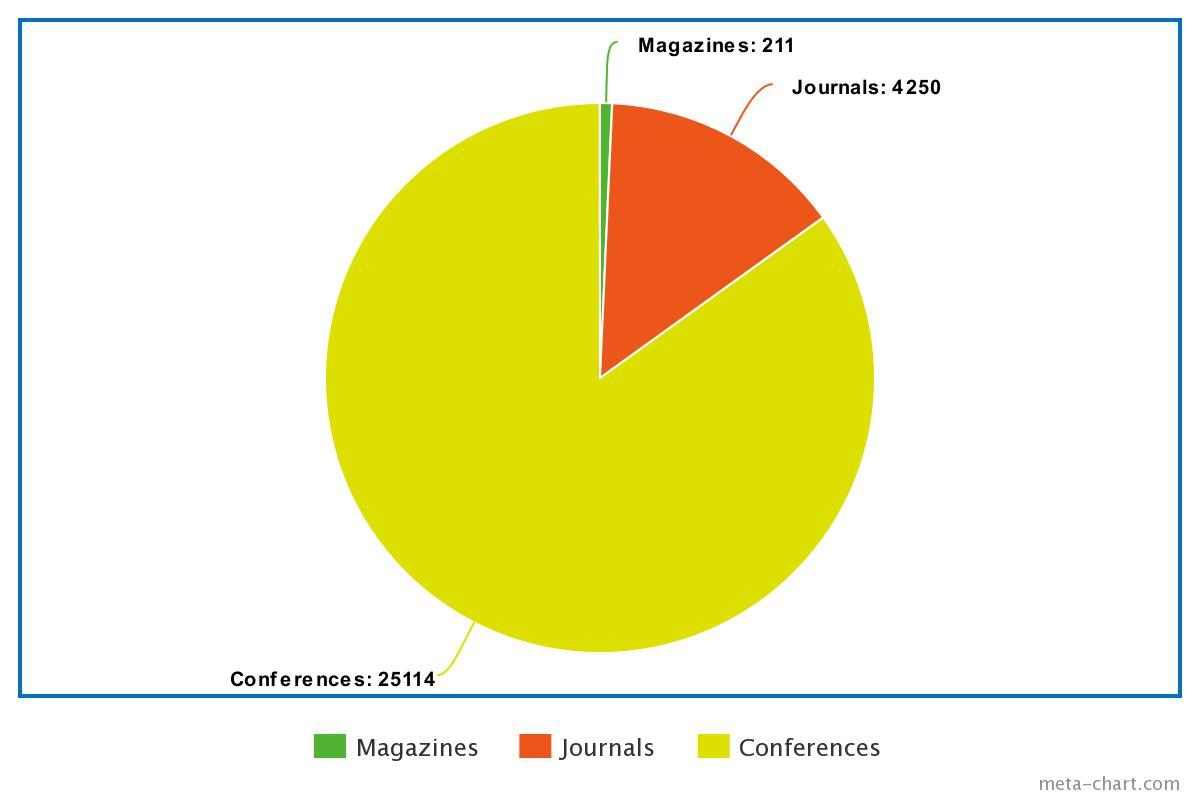 Magazines: 211
Journals: 4250
Conferences: 25114
Magazines Journals Conferences
meta-chart.com